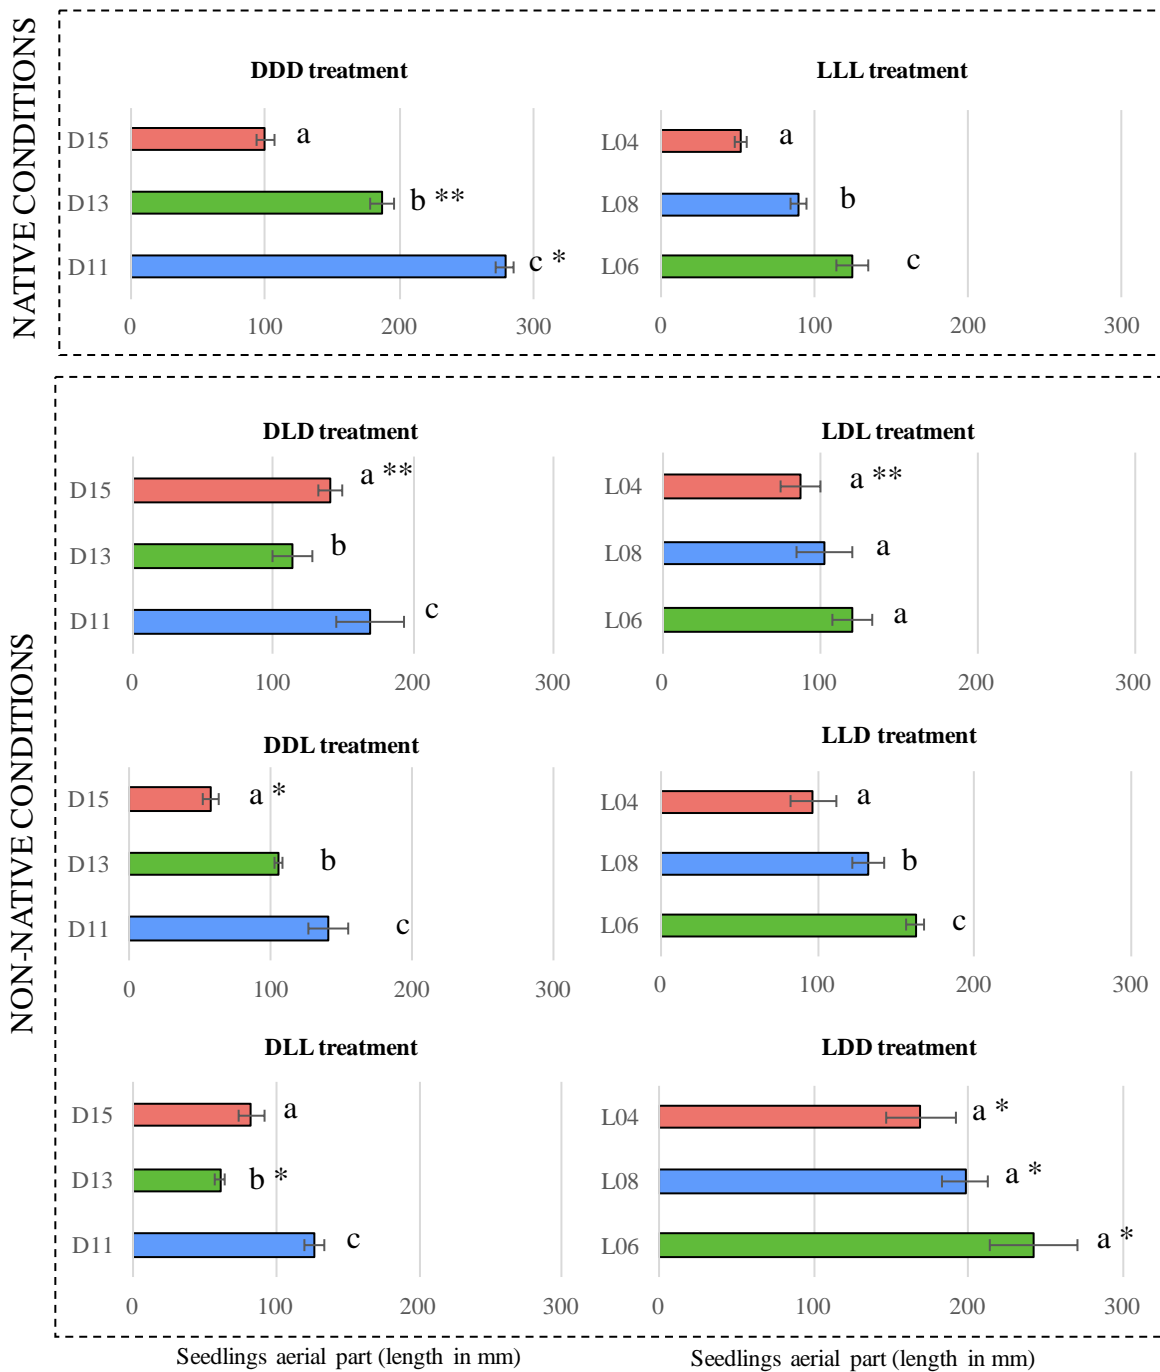 NATIVE CONDITIONS
DDD treatment
D15 a
D13 b **
D11 c *
0 100 200 300
LLL treatment
L04 a
L08 b
L06 c
0 100 200 300
NON-NATIVE CONDITIONS
DLD treatment
D15 a **
D13 b
D11 c
0 100 200 300
LDL treatment
L04 a **
L08 a
L06 a
0 100 200 300
DDL treatment
D15 a *
D13 b
D11 c
0 100 200 300
LLD treatment
L04 a
L08 b
L06 c
0 100 200 300
DLL treatment
D15 a
D13 b *
D11 c
0 100 200 300
Seedlings aerial part (length in mm)
LDD treatment
L04 a *
L08 a *
L06 a *
0 100 200 300
Seedlings aerial part (length in mm)